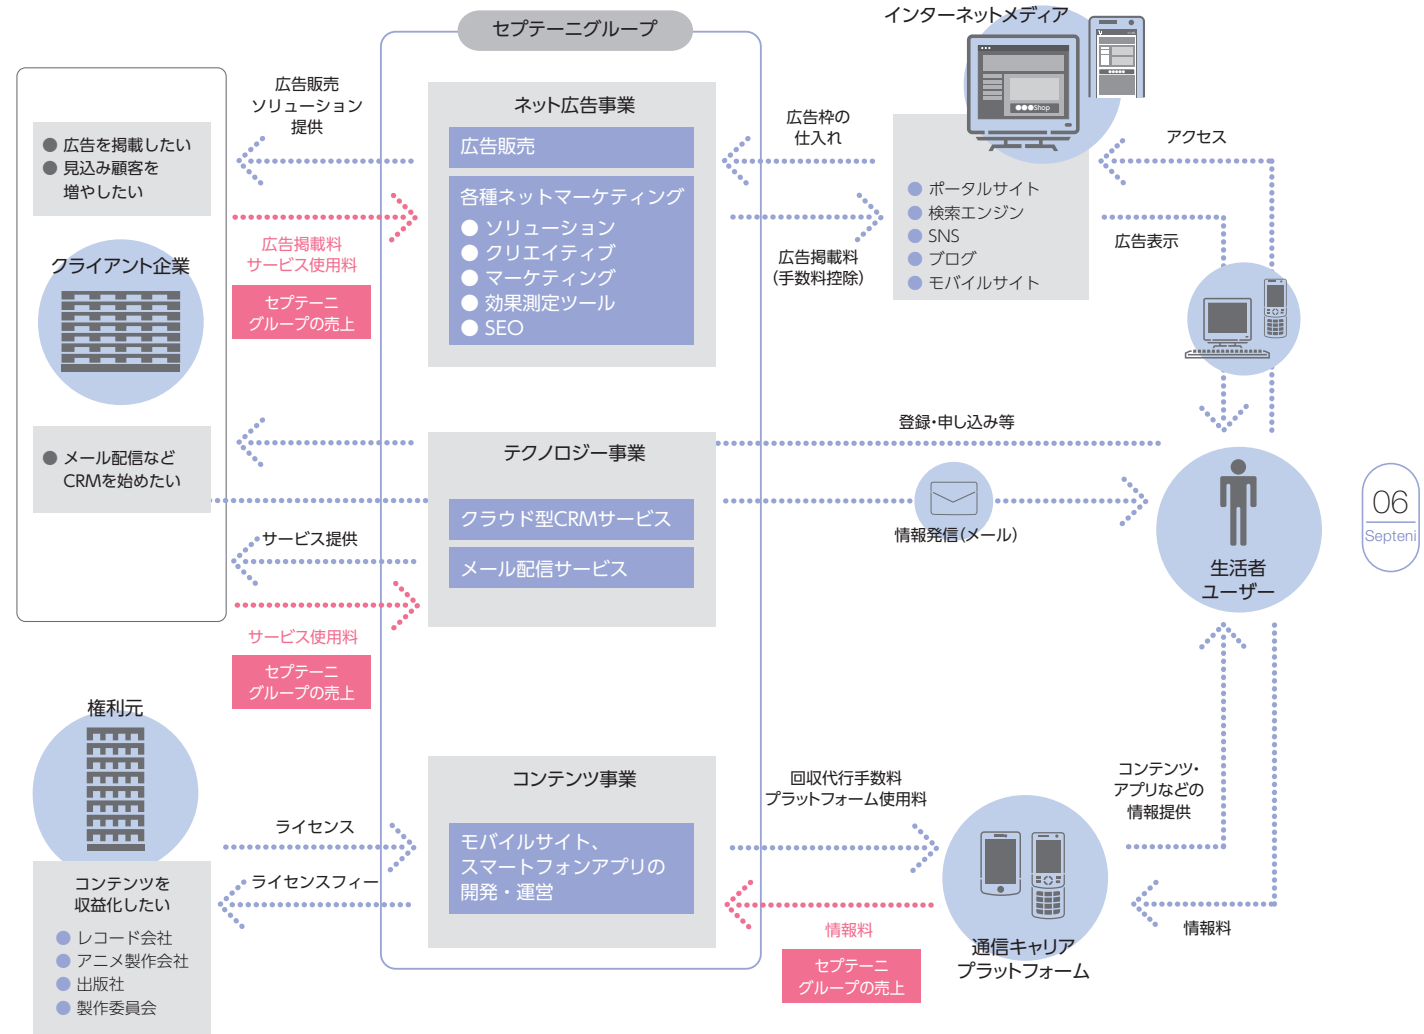 セプテーニグループ
インターネットメディア
●●●Shop
広告販売
ソリューション
提供
ネット広告事業
広告販売
各種ネットマーケティング
● ソリューション
● クリエイティブ
● マーケティング
● 効果測定ツール
● SEO
広告枠の
仕入れ
アクセス
● 広告を掲載したい
● 見込み顧客を
増やしたい
● ポータルサイト
● 検索エンジン
● SNS
● ブログ
● モバイルサイト
広告表示
広告掲載料
サービス使用料
セプテーニ
グループの売上
広告掲載料
(手数料控除)
クライアント企業
● メール配信など
CRMを始めたい
テクノロジー事業
クラウド型CRMサービス
メール配信サービス
登録・申し込み等
情報発信(メール)
サービス提供
サービス使用料
セプテーニ
グループの売上
生活者
ユーザー
06
Septeni
権利元
コンテンツを
収益化したい
● レコード会社
● アニメ製作会社
● 出版社
● 製作委員会
ライセンス
ライセンスフィー
コンテンツ事業
モバイルサイト、
スマートフォンアプリの
開発・運営
回収代行手数料
プラットフォーム使用料
情報料
セプテーニ
グループの売上
通信キャリア
プラットフォーム
コンテンツ・
アプリなどの
情報提供
情報料